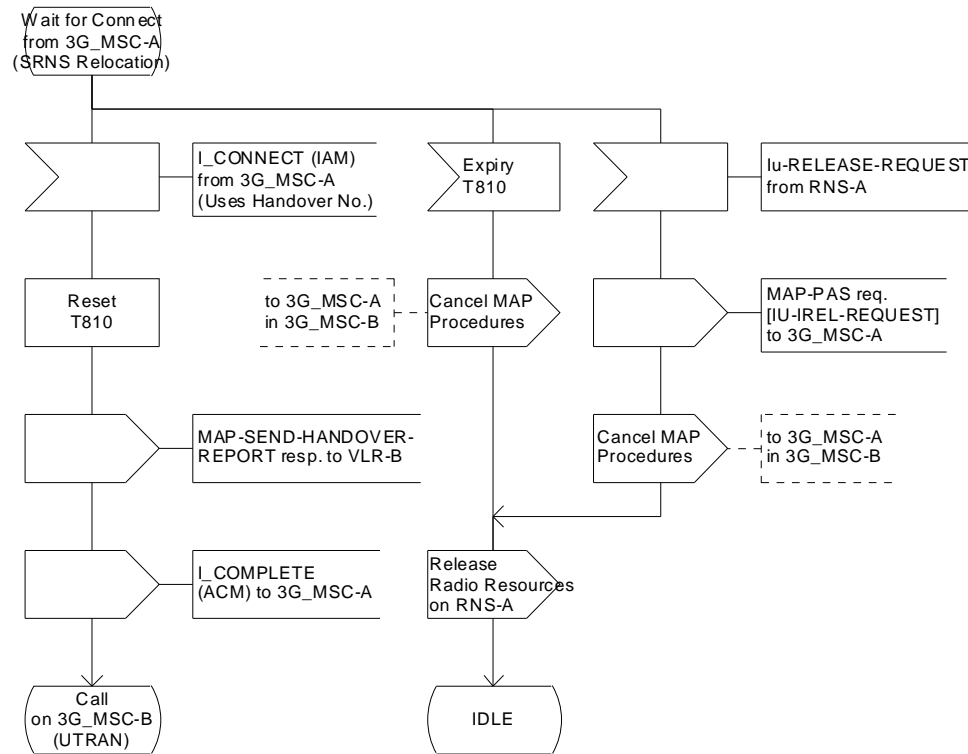 Wait for Connect
from 3G_MSC-A
(SRNS Relocation)
I_CONNECT (IAM)
from 3G_MSC-A
(Uses Handover No.)
Expiry
T810
Iu-RELEASE-REQUEST
from RNS-A
Reset
T810
to 3G_MSC-A
in 3G_MSC-B
Cancel MAP
Procedures
MAP-PAS req.
[IU-IREL-REQUEST]
to 3G_MSC-A
MAP-SEND-HANDOVER-
REPORT resp. to VLR-B
Cancel MAP
Procedures
to 3G_MSC-A
in 3G_MSC-B
I_COMPLETE
(ACM) to 3G_MSC-A
Release
Radio Resources
on RNS-A
Call
on 3G_MSC-B
(UTRAN)
IDLE